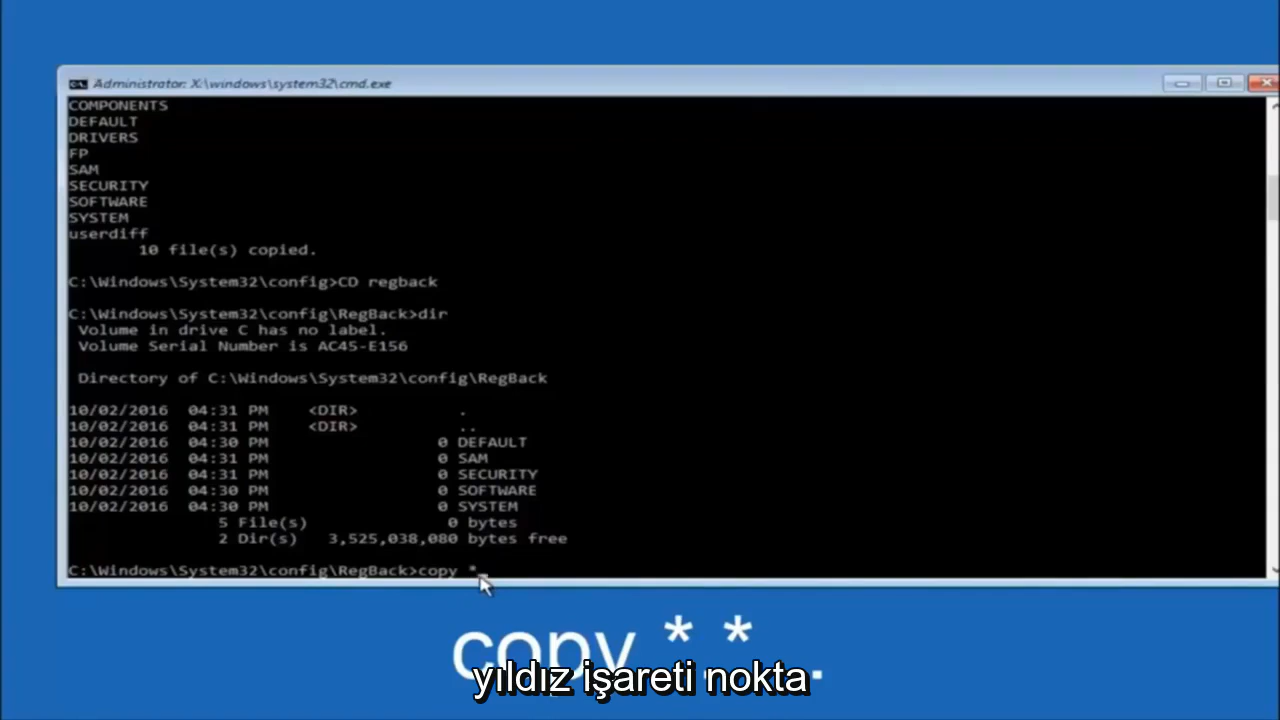 Administrator: X:\windows\system32\cmd.exe
COMPONENTS
DEFAULT
DRIVERS
FP
SAM
SECURITY
SOFTWARE
SYSTEM
userdiff
10 file(s) copied.
C:\Windows\System32\config>CD regback
C:\Windows\System32\config\RegBack>dir
Volume in drive C has no label.
Volume Serial Number is AC45-E156
Directory of C:\Windows\System32\config\RegBack
10/02/2016 04:31 PM <DIR> .
10/02/2016 04:31 PM <DIR> ..
10/02/2016 04:30 PM 0 DEFAULT
10/02/2016 04:31 PM 0 SAM
10/02/2016 04:31 PM 0 SECURITY
10/02/2016 04:30 PM 0 SOFTWARE
10/02/2016 04:30 PM 0 SYSTEM
5 File(s) 0 bytes
2 Dir(s) 3,525,038,080 bytes free
C:\Windows\System32\config\RegBack>copy *_
copy *.* ..
yıldız işareti nokta